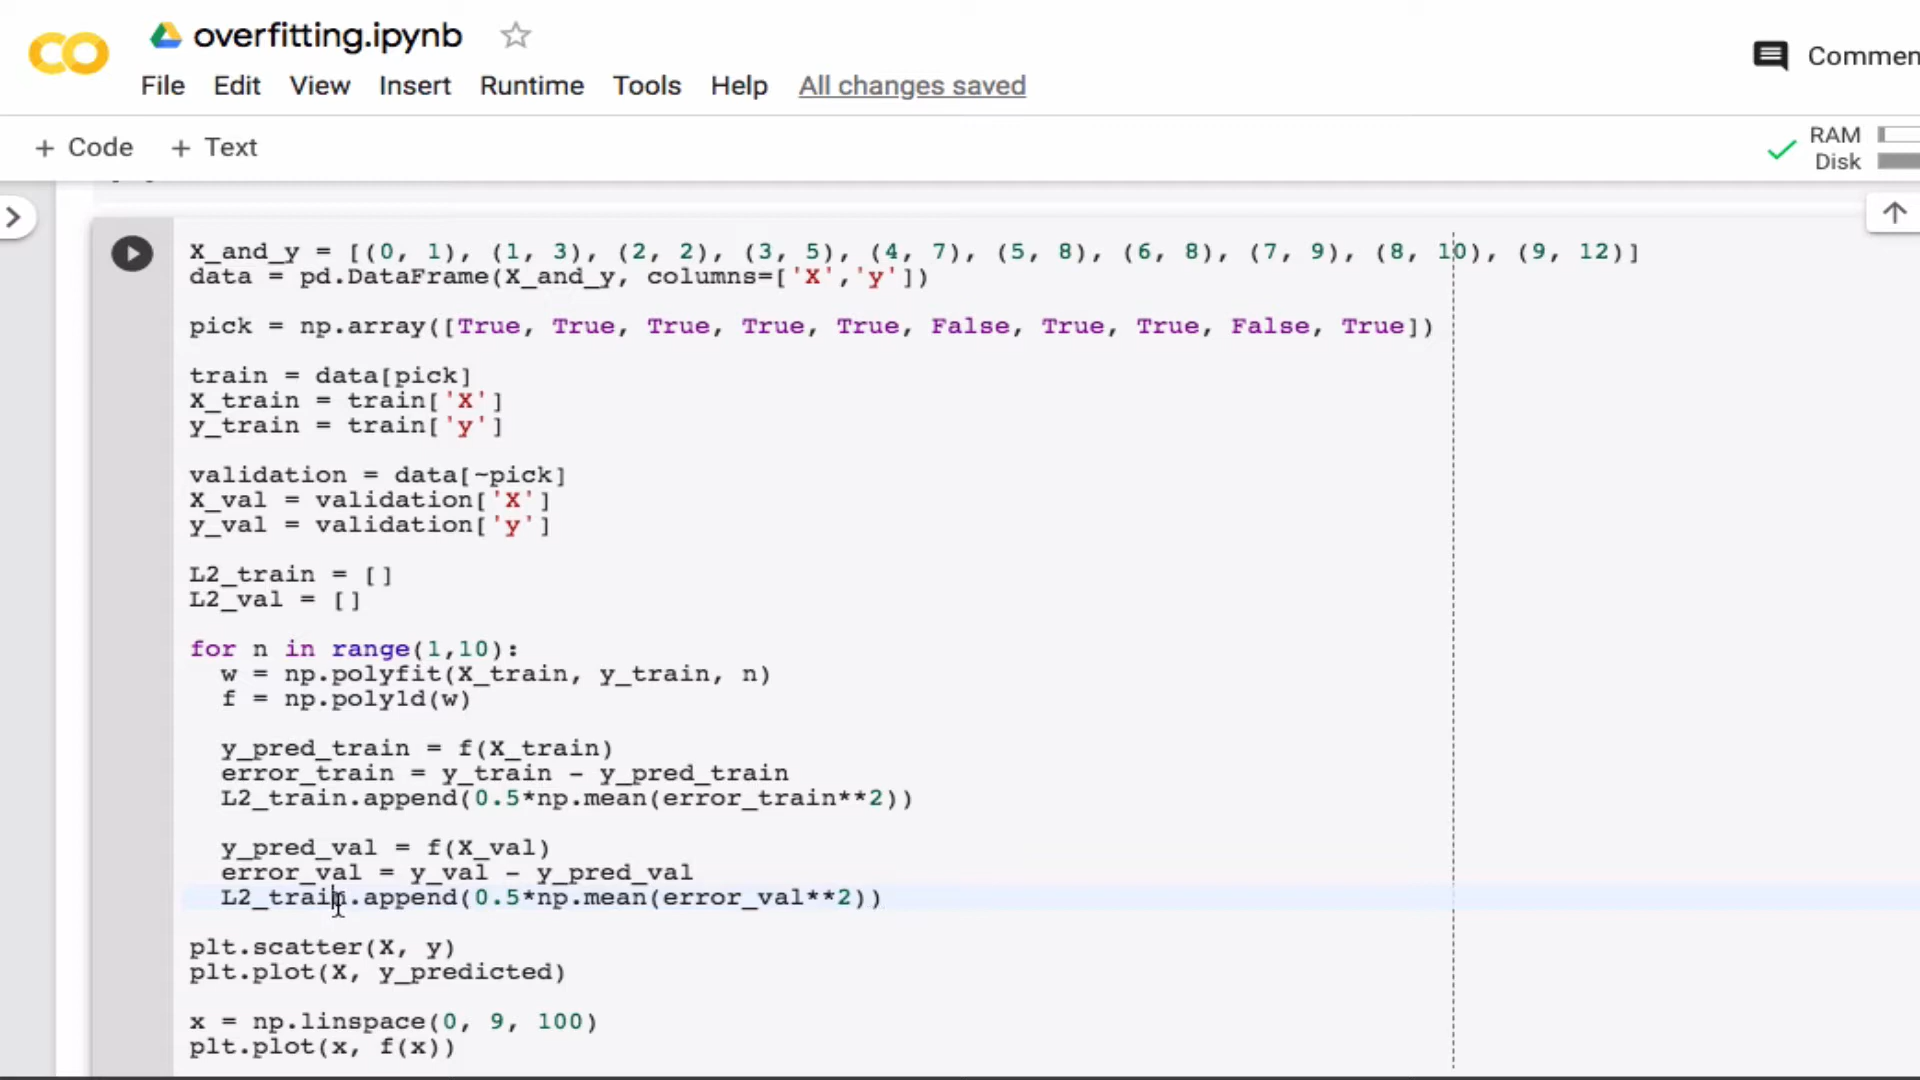 overfitting.ipynb
Commen
File Edit View Insert Runtime Tools Help All changes saved
+ Code + Text
RAM
Disk
X_and_y = [(0, 1), (1, 3), (2, 2), (3, 5), (4, 7), (5, 8), (6, 8), (7, 9), (8, 10), (9, 12)]
data = pd.DataFrame(X_and_y, columns=['X','y'])
pick = np.array([True, True, True, True, True, False, True, True, False, True])
train = data[pick]
X_train = train['X']
y_train = train['y']
validation = data[~pick]
X_val = validation['X']
y_val = validation['y']
L2_train = []
L2_val = []
for n in range(1,10):
  w = np.polyfit(X_train, y_train, n)
  f = np.poly1d(w)
  y_pred_train = f(X_train)
  error_train = y_train - y_pred_train
  L2_train.append(0.5*np.mean(error_train**2))
  y_pred_val = f(X_val)
  error_val = y_val - y_pred_val
  L2_train.append(0.5*np.mean(error_val**2))
plt.scatter(X, y)
plt.plot(X, y_predicted)
x = np.linspace(0, 9, 100)
plt.plot(x, f(x))